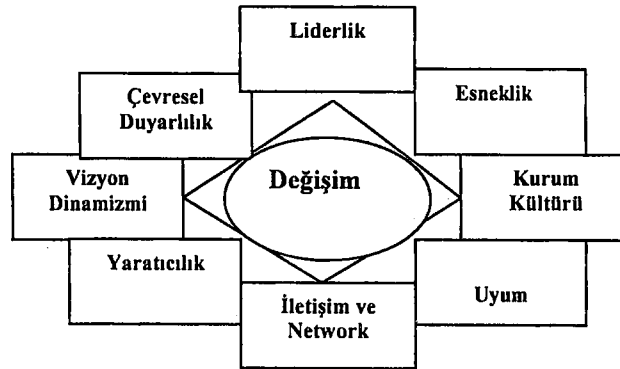 Liderlik
Çevresel
Duyarlılık
Esneklik
Vizyon
Dinamizmi
Değişim
Kurum
Kültürü
Yaratıcılık
Uyum
İletişim ve
Network